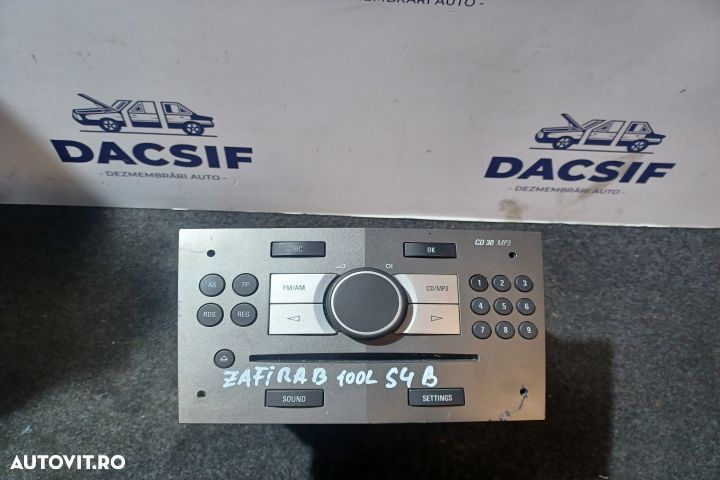 - DEZMEMBRĂRI AUTO -
DACSIF
- DEZMEMBRĂRI AUTO -
DACSIF
- DEZMEMBRĂRI AUTO -
BC
OK
CD 30 MP3
AS
TP
FM/AM
CD/MP3
1 2 3
RDS
REG
4 5 6
7 8 9
ZAFIRA B 100L S4 B
SOUND
SETTINGS
AUTOVIT.RO